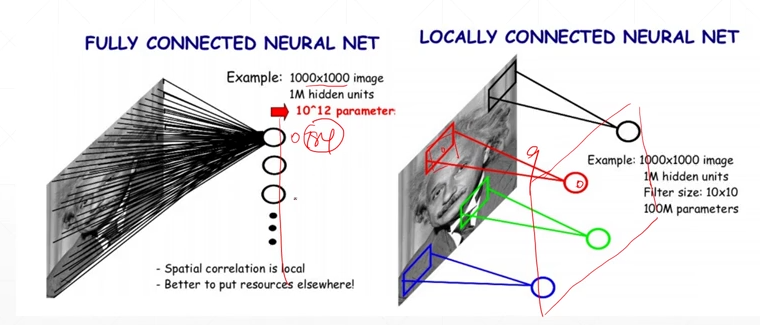 FULLY CONNECTED NEURAL NET
Example: 1000x1000 image
1M hidden units
10^12 parameters
- Spatial correlation is local
- Better to put resources elsewhere!
LOCALLY CONNECTED NEURAL NET
Example: 1000x1000 image
1M hidden units
Filter size: 10x10
100M parameters